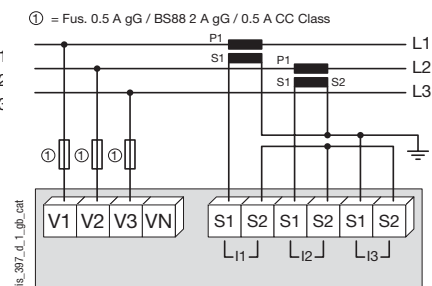 ① = Fus. 0.5 A gG / BS88 2 A gG / 0.5 A CC Class
P1
L1
S1
P1
L2
S1 S2
L3
① ① ①
V1 V2 V3 VN S1 S2 S1 S2 S1 S2
I1 I2 I3
is_397_d_1_gb_cat